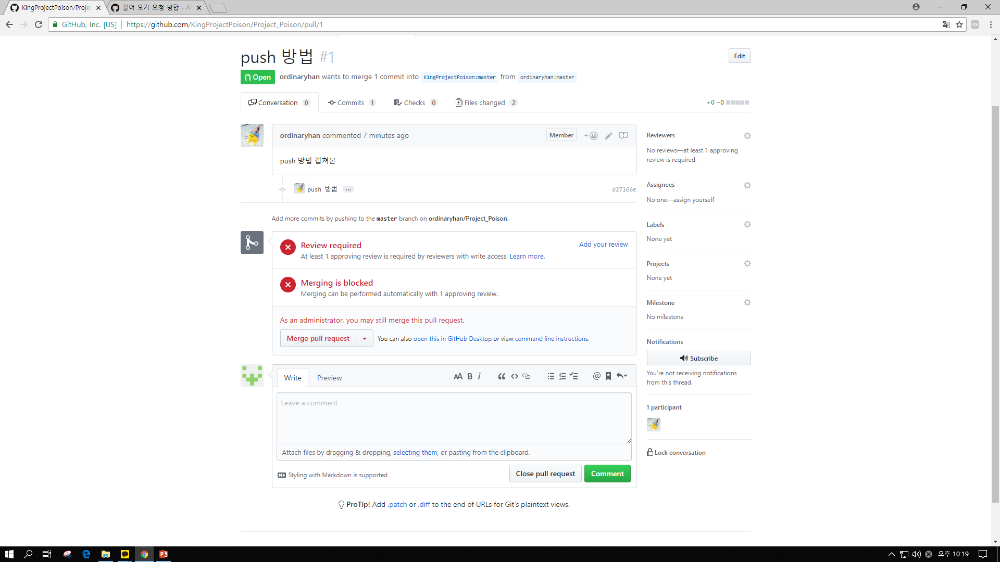 KingProjectPoison/Projec
끌어 오기 요청 병합 - 사
GitHub, Inc. [US]
https://github.com/KingProjectPoison/Project_Poison/pull/1
push 방법 #1
Edit
Open
ordinaryhan wants to merge 1 commit into KingProjectPoison:master from ordinaryhan:master
Conversation 0
Commits 1
Checks 0
Files changed 2
+0 −0
ordinaryhan commented 7 minutes ago
Member
push 방법 캡쳐본
push 방법 …
d27166e
Add more commits by pushing to the master branch on ordinaryhan/Project_Poison.
Review required
Add your review
At least 1 approving review is required by reviewers with write access. Learn more.
Merging is blocked
Merging can be performed automatically with 1 approving review.
As an administrator, you may still merge this pull request.
Merge pull request
You can also open this in GitHub Desktop or view command line instructions.
Write
Preview
Leave a comment
Attach files by dragging & dropping, selecting them, or pasting from the clipboard.
Styling with Markdown is supported
Close pull request
Comment
ProTip! Add .patch or .diff to the end of URLs for Git's plaintext views.
Reviewers
No reviews—at least 1 approving
review is required.
Assignees
No one—assign yourself
Labels
None yet
Projects
None yet
Milestone
No milestone
Notifications
Subscribe
You're not receiving notifications
from this thread.
1 participant
Lock conversation
오후 10:19